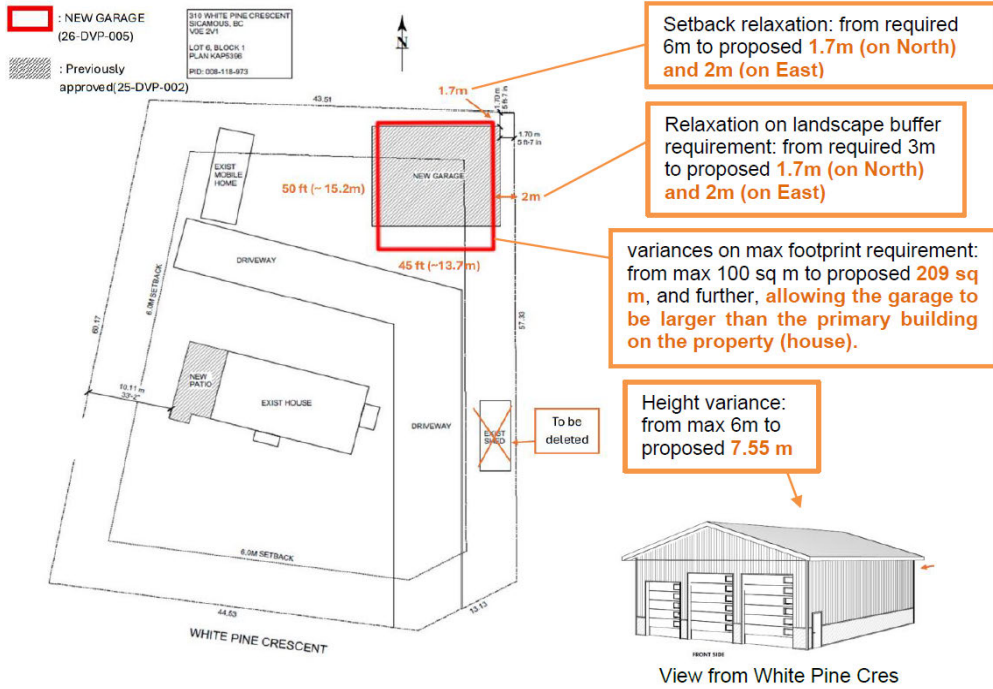 : NEW GARAGE
(26-DVP-005)
: Previously
approved(25-DVP-002)
310 WHITE PINE CRESCENT
SICAMOUS, BC
V0E 2V1
LOT 6, BLOCK 1
PLAN KAP5396
PID: 008-118-973
N
Setback relaxation: from required
6m to proposed 1.7m (on North)
and 2m (on East)
43.51
1.7m
1.70 m
5 ft-7 in
1.70 m
5 ft-7 in
Relaxation on landscape buffer
requirement: from required 3m
to proposed 1.7m (on North)
and 2m (on East)
EXIST
MOBILE
HOME
50 ft (~ 15.2m)
NEW GARAGE
2m
45 ft (~13.7m)
DRIVEWAY
variances on max footprint requirement:
from max 100 sq m to proposed 209 sq
m, and further, allowing the garage to
be larger than the primary building
on the property (house).
6.0M SETBACK
60.17
57.33
10.11 m
33'-2"
NEW
PATIO
EXIST HOUSE
DRIVEWAY
EXIST
SHED
To be
deleted
Height variance:
from max 6m to
proposed 7.55 m
6.0M SETBACK
44.53
13.13
WHITE PINE CRESCENT
FRONT SIDE
View from White Pine Cres